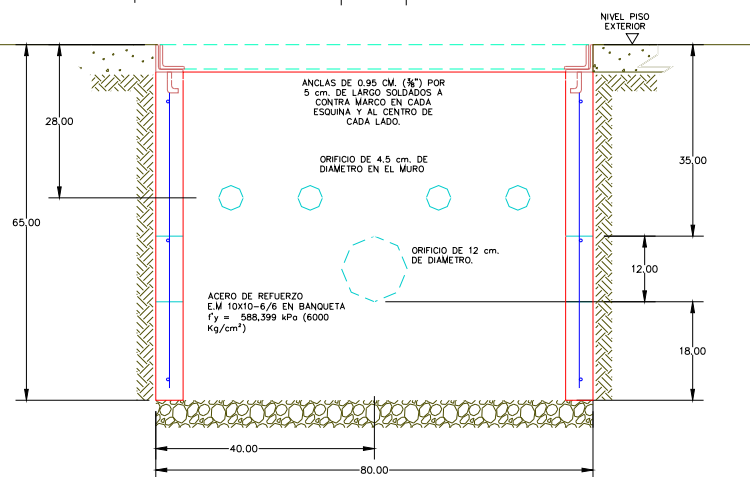 NIVEL PISO
EXTERIOR
ANCLAS DE 0.95 CM. (3/8") POR
5 cm. DE LARGO SOLDADOS A
CONTRA MARCO EN CADA
ESQUINA Y AL CENTRO DE
CADA LADO.
28,00
35,00
ORIFICIO DE 4.5 cm. DE
DIAMETRO EN EL MURO
65,00
ORIFICIO DE 12 cm.
DE DIAMETRO.
12,00
ACERO DE REFUERZO
E.M 10X10-6/6 EN BANQUETA
f'y = 588,399 kPa (6000
Kg/cm²)
18,00
40.00
80.00